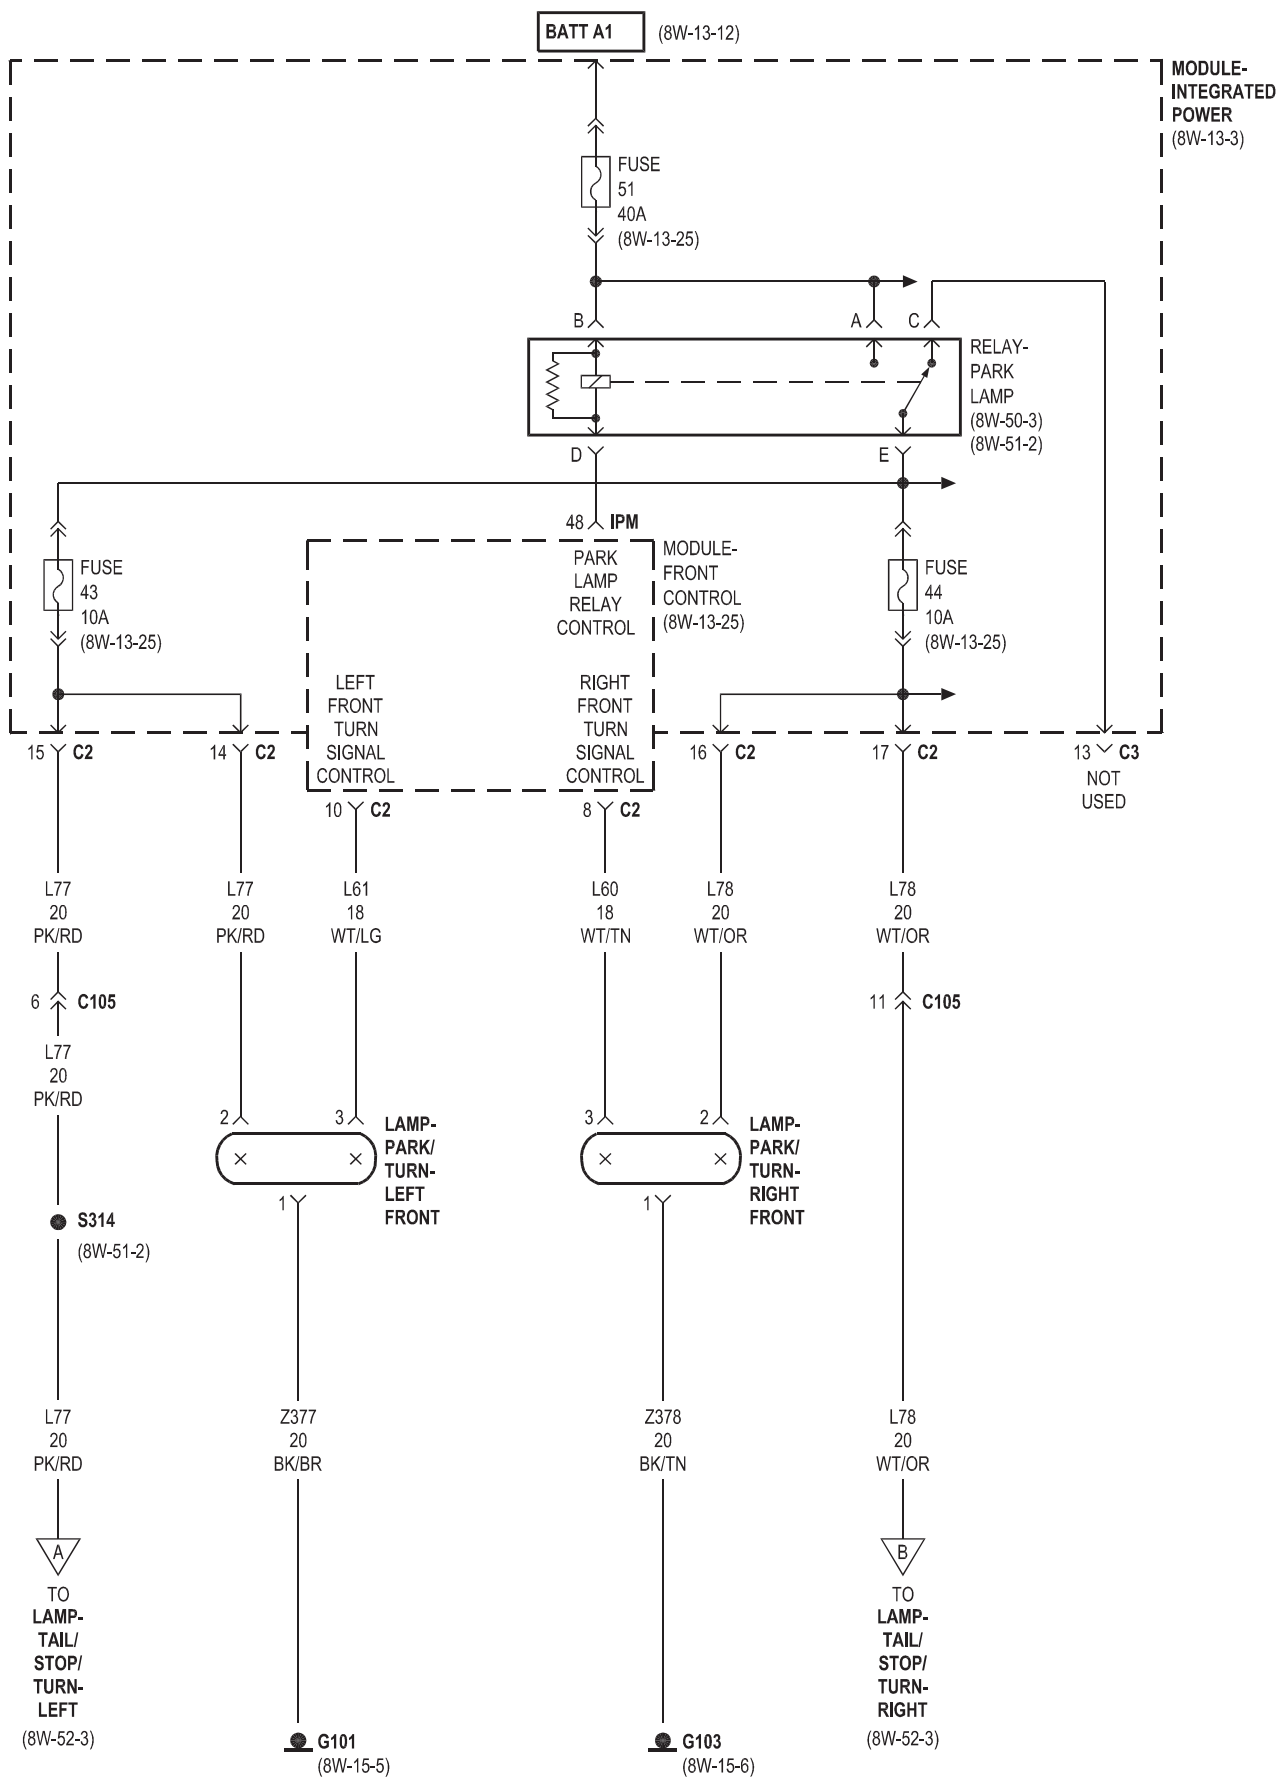 BATT A1 (8W-13-12)
MODULE-
INTEGRATED
POWER
(8W-13-3)
FUSE
51
40A
(8W-13-25)
B
A
C
RELAY-
PARK
LAMP
(8W-50-3)
(8W-51-2)
D
E
48 IPM
FUSE
43
10A
(8W-13-25)
PARK
LAMP
RELAY
CONTROL
MODULE-
FRONT
CONTROL
(8W-13-25)
FUSE
44
10A
(8W-13-25)
LEFT
FRONT
TURN
SIGNAL
CONTROL
RIGHT
FRONT
TURN
SIGNAL
CONTROL
15 C2
14 C2
16 C2
17 C2
13 C3
NOT
USED
10 C2
8 C2
L77
20
PK/RD
L77
20
PK/RD
L61
18
WT/LG
L60
18
WT/TN
L78
20
WT/OR
L78
20
WT/OR
6 C105
11 C105
L77
20
PK/RD
2
3
LAMP-
PARK/
TURN-
LEFT
FRONT
1
3
2
LAMP-
PARK/
TURN-
RIGHT
FRONT
1
S314
(8W-51-2)
L77
20
PK/RD
Z377
20
BK/BR
Z378
20
BK/TN
L78
20
WT/OR
A
TO
LAMP-
TAIL/
STOP/
TURN-
LEFT
(8W-52-3)
B
TO
LAMP-
TAIL/
STOP/
TURN-
RIGHT
(8W-52-3)
G101
(8W-15-5)
G103
(8W-15-6)